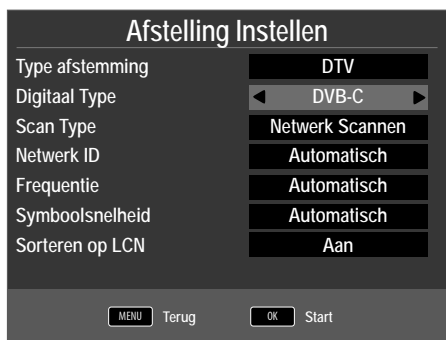 Afstelling Instellen
Type afstemming DTV
Digitaal Type DVB-C
Scan Type Netwerk Scannen
Netwerk ID Automatisch
Frequentie Automatisch
Symboolsnelheid Automatisch
Sorteren op LCN Aan
MENU Terug OK Start